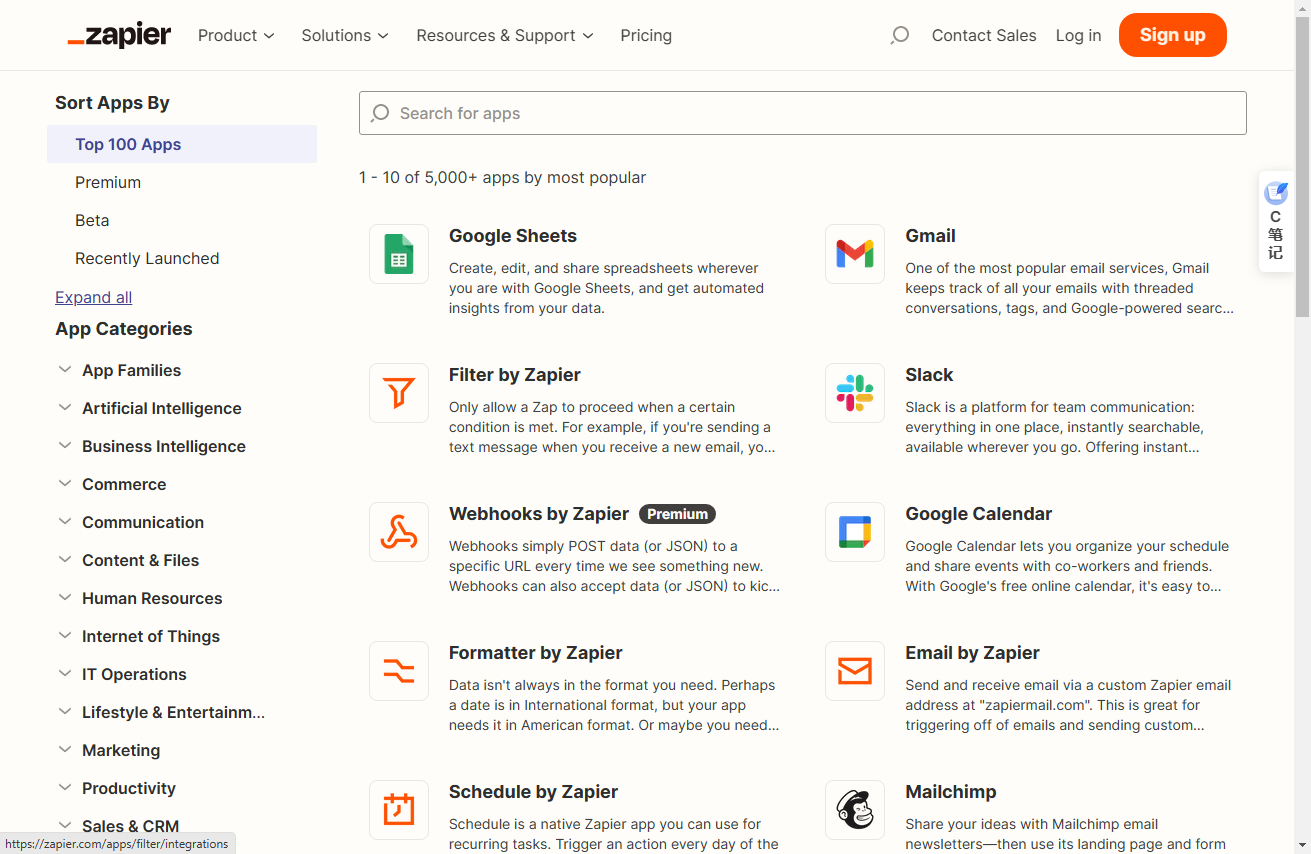 zapier
Product
Solutions
Resources & Support
Pricing
Contact Sales
Log in
Sign up
Sort Apps By
Top 100 Apps
Premium
Beta
Recently Launched
Expand all
App Categories
App Families
Artificial Intelligence
Business Intelligence
Commerce
Communication
Content & Files
Human Resources
Internet of Things
IT Operations
Lifestyle & Entertainm...
Marketing
Productivity
Sales & CRM
Search for apps
1 - 10 of 5,000+ apps by most popular
Google Sheets
Create, edit, and share spreadsheets wherever
you are with Google Sheets, and get automated
insights from your data.
Gmail
One of the most popular email services, Gmail
keeps track of all your emails with threaded
conversations, tags, and Google-powered searc...
Filter by Zapier
Only allow a Zap to proceed when a certain
condition is met. For example, if you're sending a
text message when you receive a new email, yo...
Slack
Slack is a platform for team communication:
everything in one place, instantly searchable,
available wherever you go. Offering instant...
Webhooks by Zapier Premium
Webhooks simply POST data (or JSON) to a
specific URL every time we see something new.
Webhooks can also accept data (or JSON) to kic...
Google Calendar
Google Calendar lets you organize your schedule
and share events with co-workers and friends.
With Google's free online calendar, it's easy to...
Formatter by Zapier
Data isn't always in the format you need. Perhaps
a date is in International format, but your app
needs it in American format. Or maybe you need...
Email by Zapier
Send and receive email via a custom Zapier email
address at "zapiermail.com". This is great for
triggering off of emails and sending custom...
Schedule by Zapier
Schedule is a native Zapier app you can use for
recurring tasks. Trigger an action every day of the
Mailchimp
Share your ideas with Mailchimp email
newsletters—then use its landing page and form
C
笔
记
https://zapier.com/apps/filter/integrations